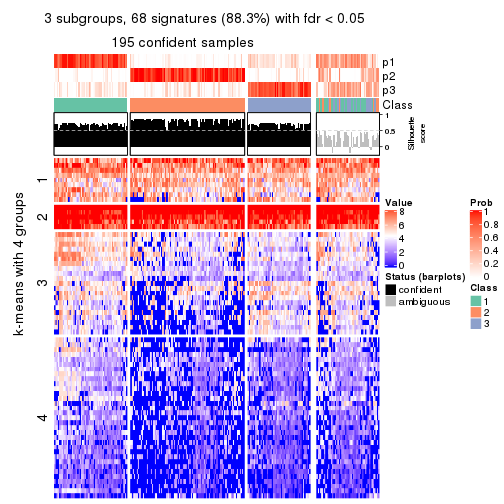 3 subgroups, 68 signatures (88.3%) with fdr < 0.05
195 confident samples
p1
p2
p3
Class
1
0.5
0
Silhouette
score
k-means with 4 groups
1
2
3
4
Value
8
6
4
2
0
Status (barplots)
confident
ambiguous
Prob
1
0.8
0.6
0.4
0.2
0
Class
1
2
3